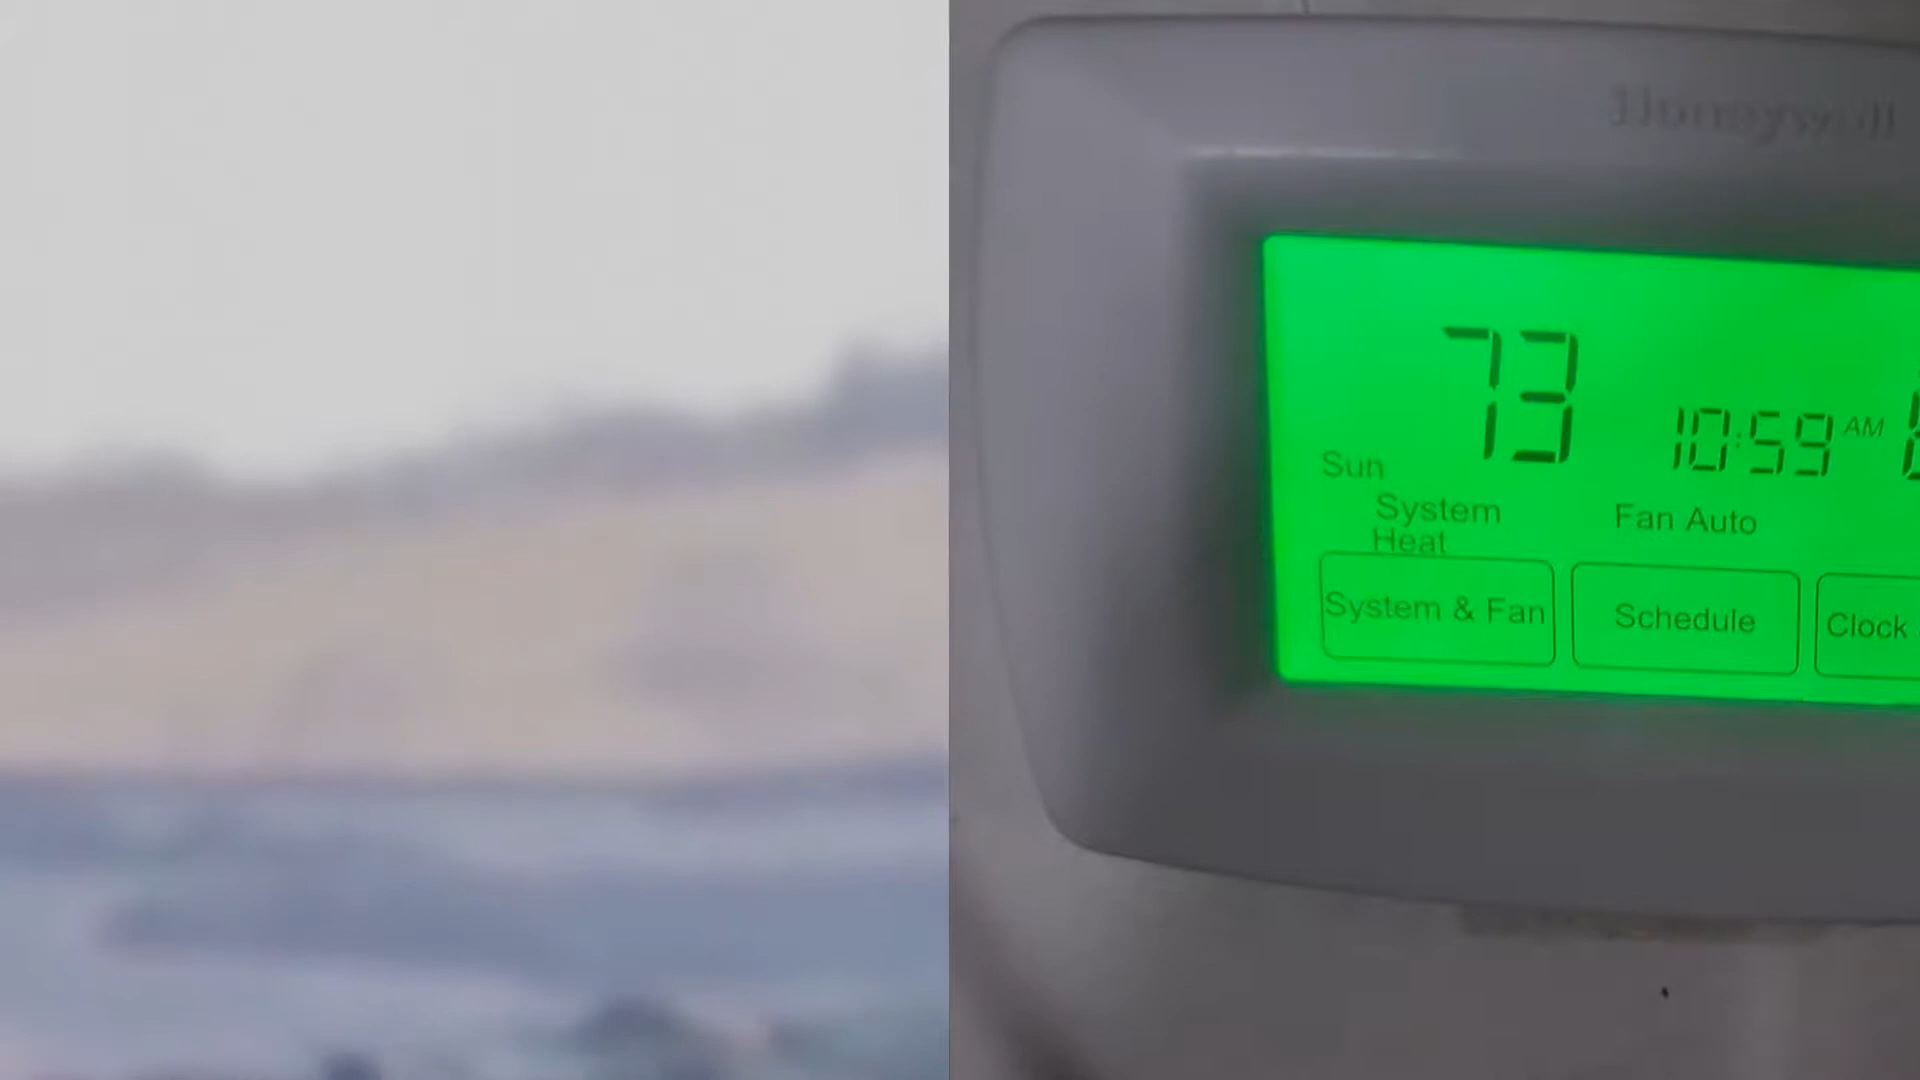 Honeywell
73
10:59 AM
Sun
System
Heat
Fan Auto
System & Fan
Schedule
Clock